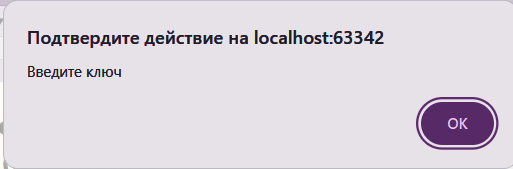 Подтвердите действие на localhost:63342
Введите ключ
OK